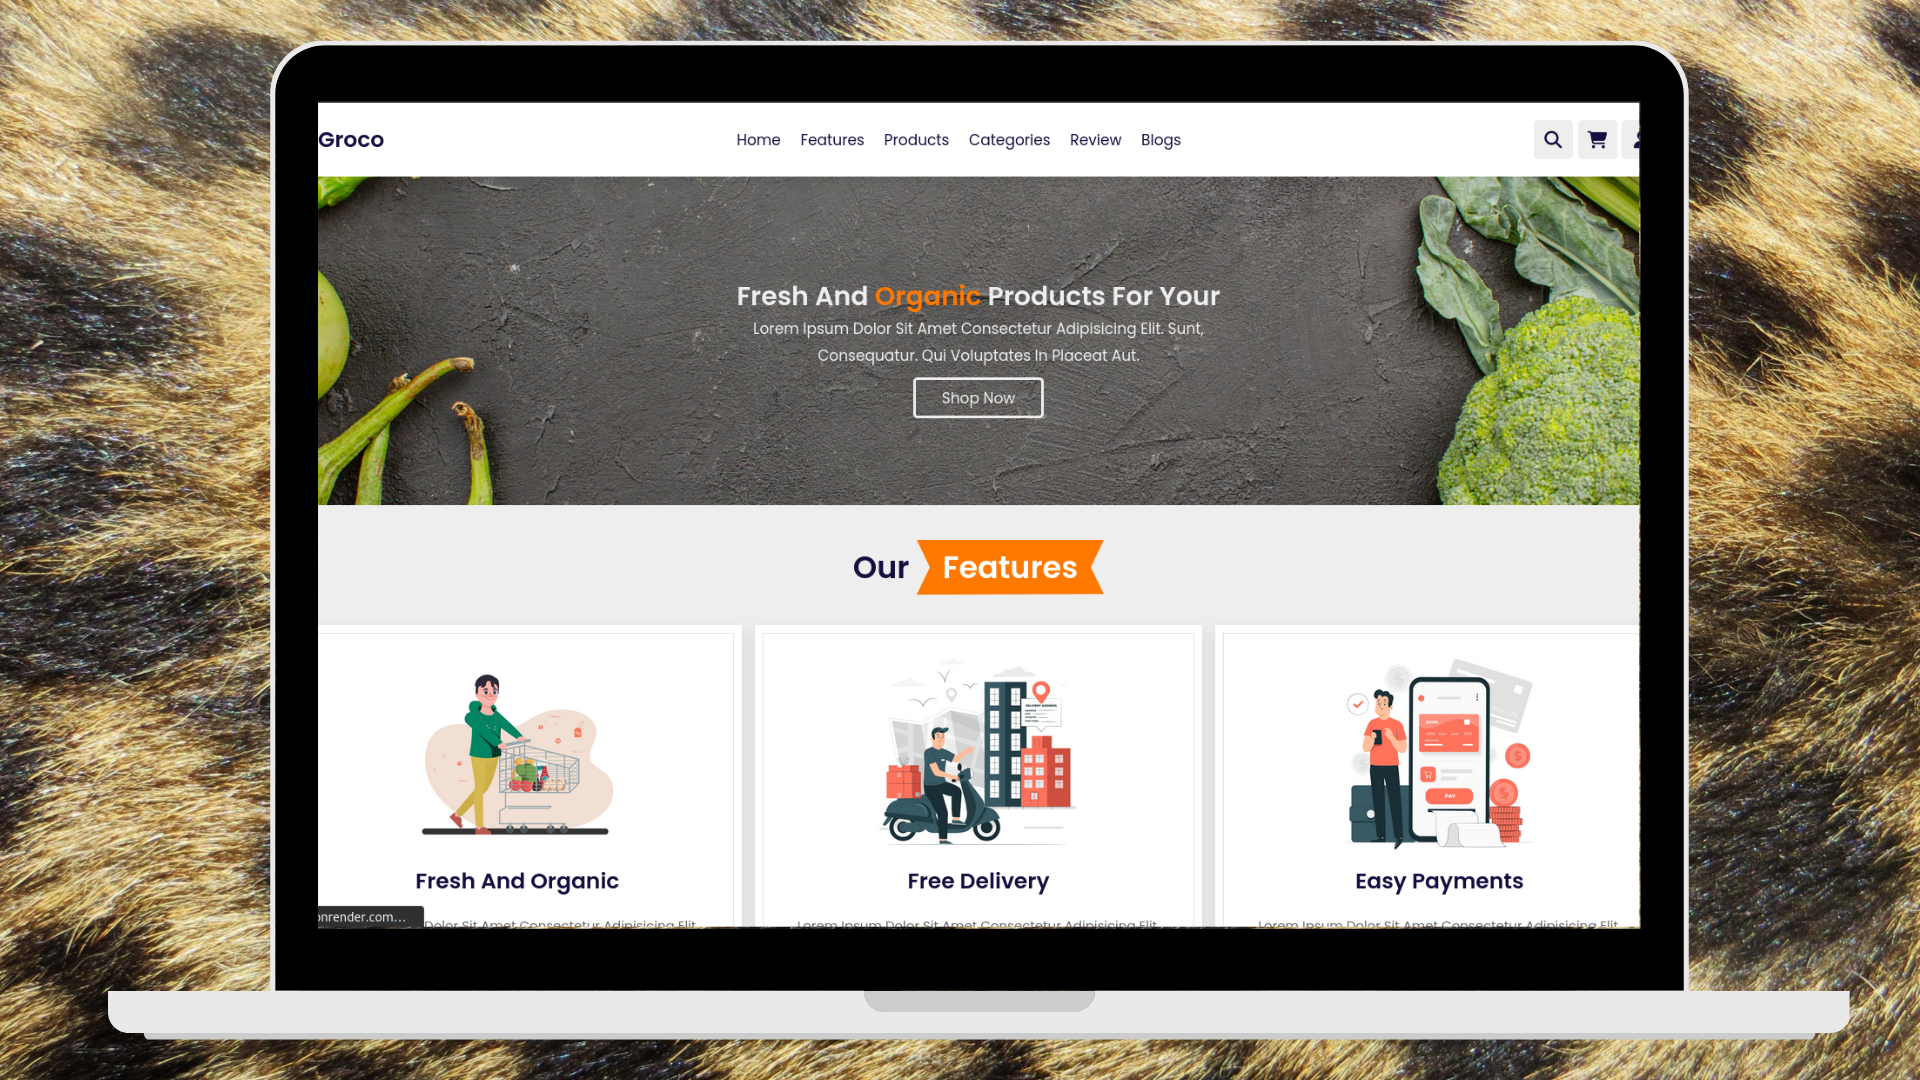 Groco
Home Features Products Categories Review Blogs
Fresh And Organic Products For Your
Lorem Ipsum Dolor Sit Amet Consectetur Adipisicing Elit. Sunt,
Consequatur. Qui Voluptates In Placeat Aut.
Shop Now
Our Features
DELIVERY ADDRESS
PAY
Fresh And Organic
Free Delivery
Easy Payments
onrender.com…
Dolor Sit Amet Consectetur Adipisicing Elit
Lorem Ipsum Dolor Sit Amet Consectetur Adipisicing Elit
Lorem Ipsum Dolor Sit Amet Consectetur Adipisicing Elit